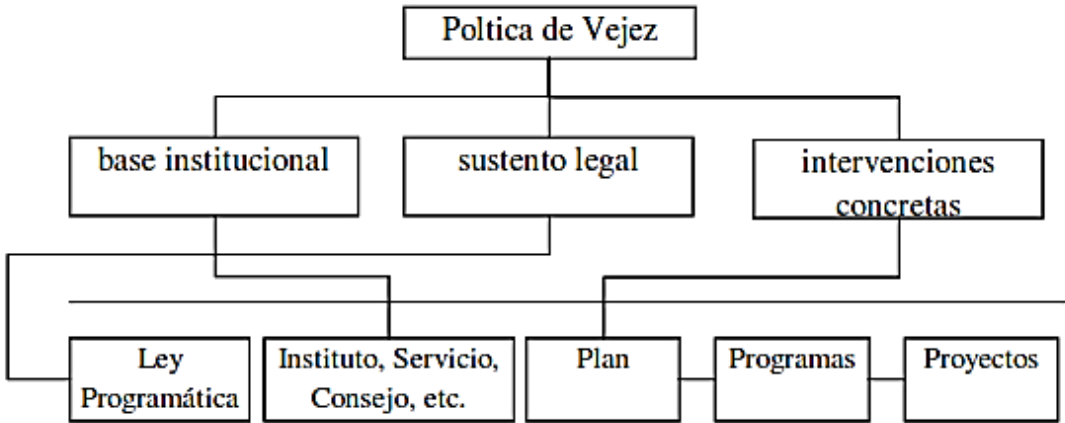 Poltica de Vejez
base institucional
sustento legal
intervenciones
concretas
Ley
Programática
Instituto, Servicio,
Consejo, etc.
Plan
Programas
Proyectos